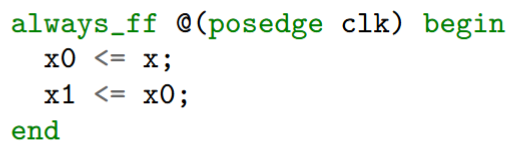 always_ff @(posedge clk) begin
  x0 <= x;
  x1 <= x0;
end